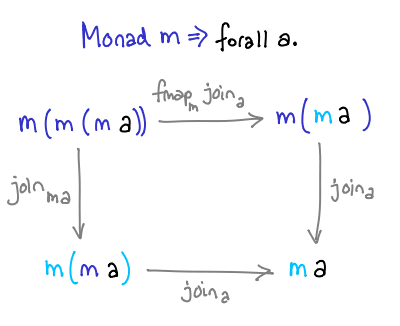 Monad m ⇒ forall a.
fmap_m join_a
m(m(m a)) m(m a)
join_ma join_a
m(m a) m a
join_a